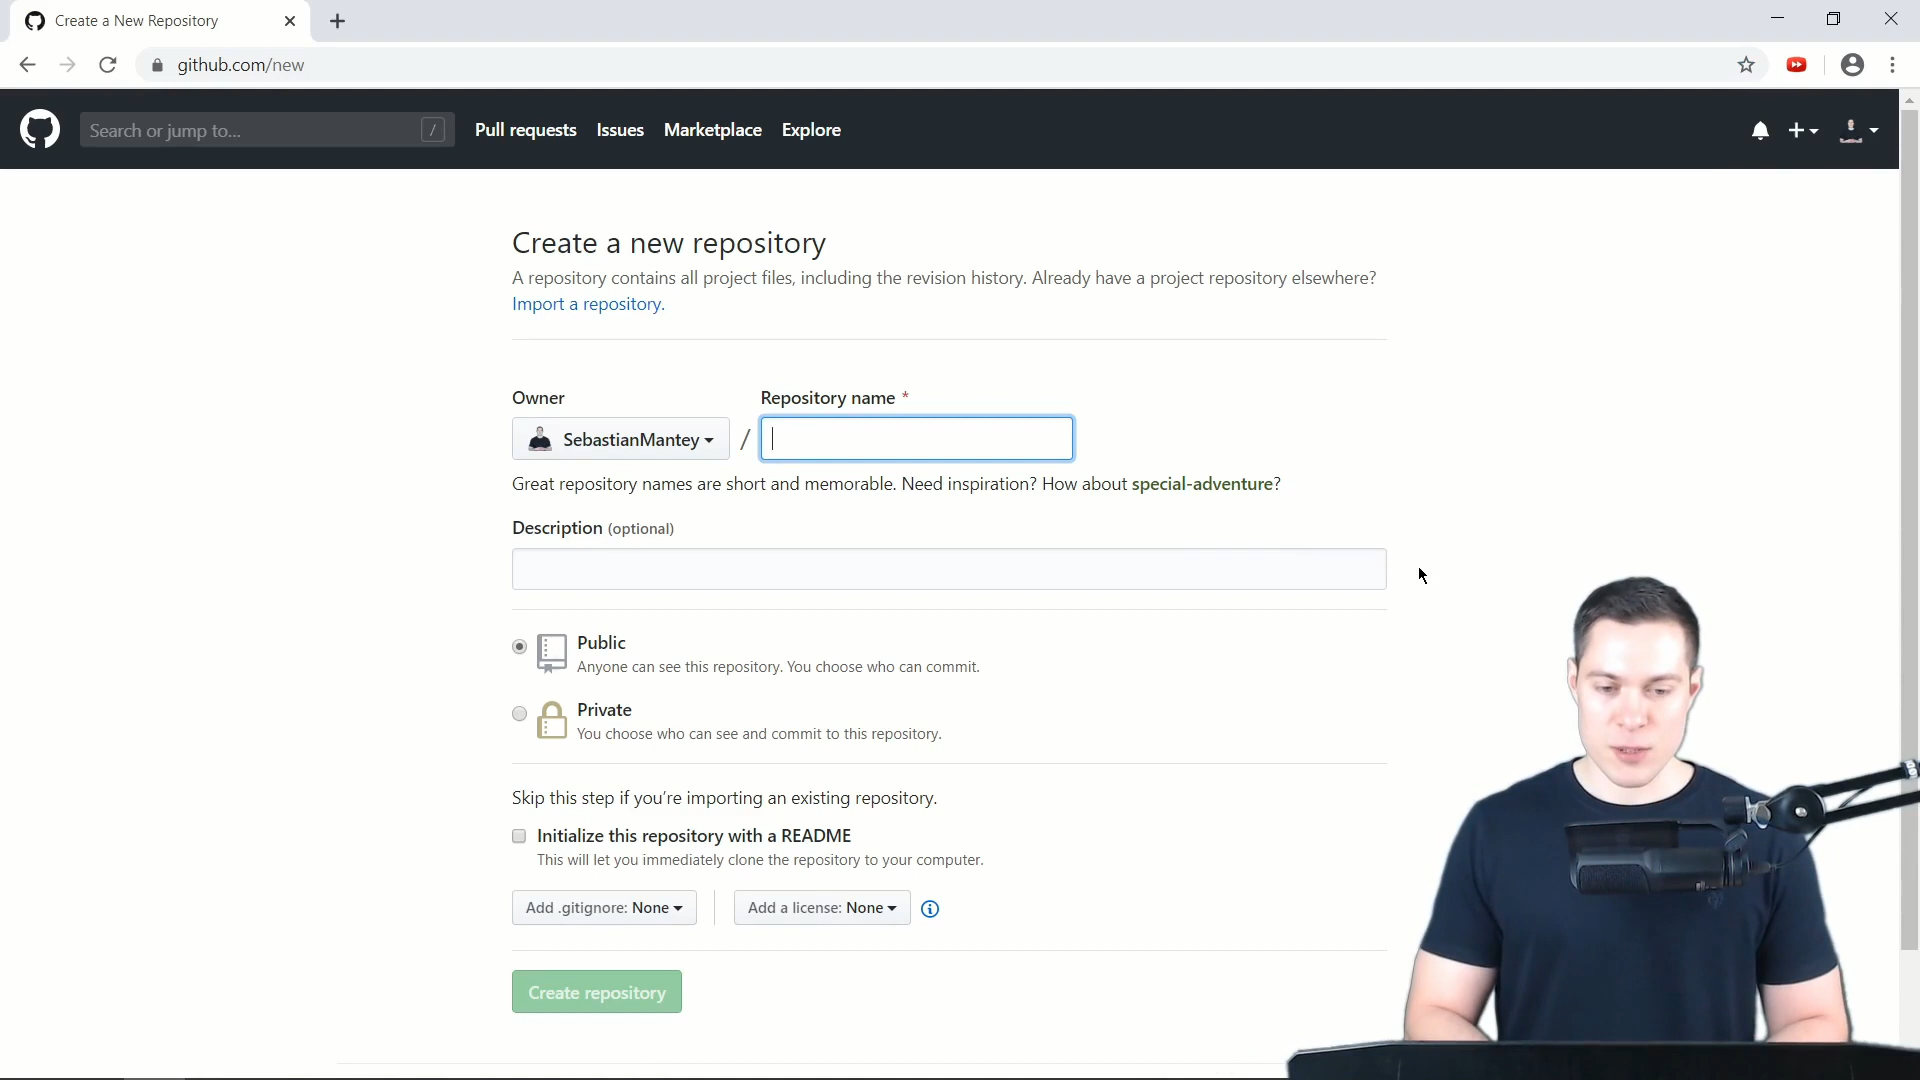 Create a New Repository
github.com/new
Search or jump to...
/
Pull requests
Issues
Marketplace
Explore
Create a new repository
A repository contains all project files, including the revision history. Already have a project repository elsewhere?
Import a repository.
Owner
Repository name *
SebastianMantey
/
Great repository names are short and memorable. Need inspiration? How about special-adventure?
Description (optional)
Public
Anyone can see this repository. You choose who can commit.
Private
You choose who can see and commit to this repository.
Skip this step if you're importing an existing repository.
Initialize this repository with a README
This will let you immediately clone the repository to your computer.
Add .gitignore: None
Add a license: None
Create repository